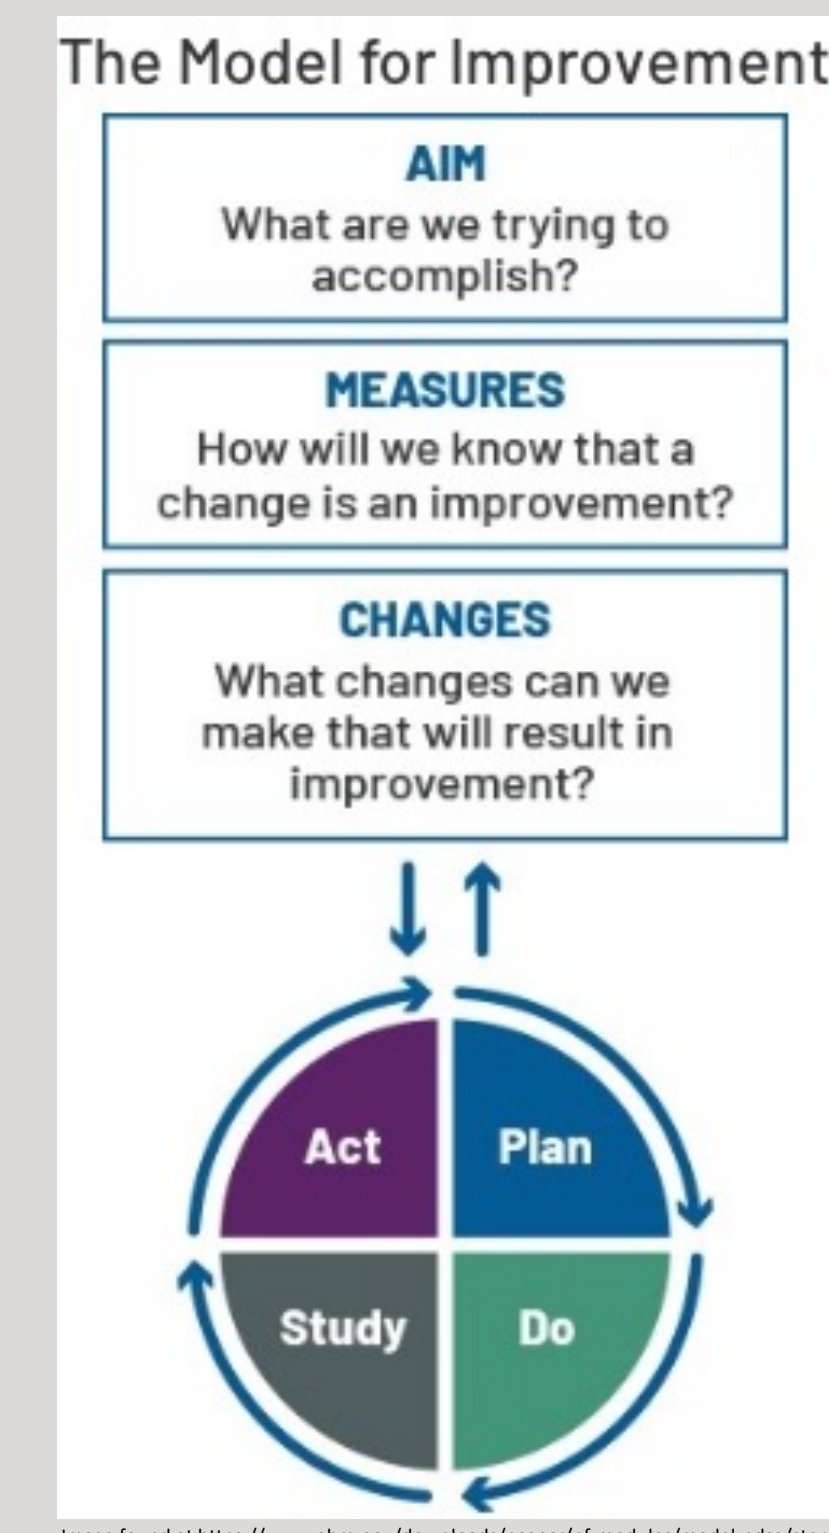 The Model for Improvement
AIM
What are we trying to
accomplish?
MEASURES
How will we know that a
change is an improvement?
CHANGES
What changes can we
make that will result in
improvement?
Act
Plan
Study
Do